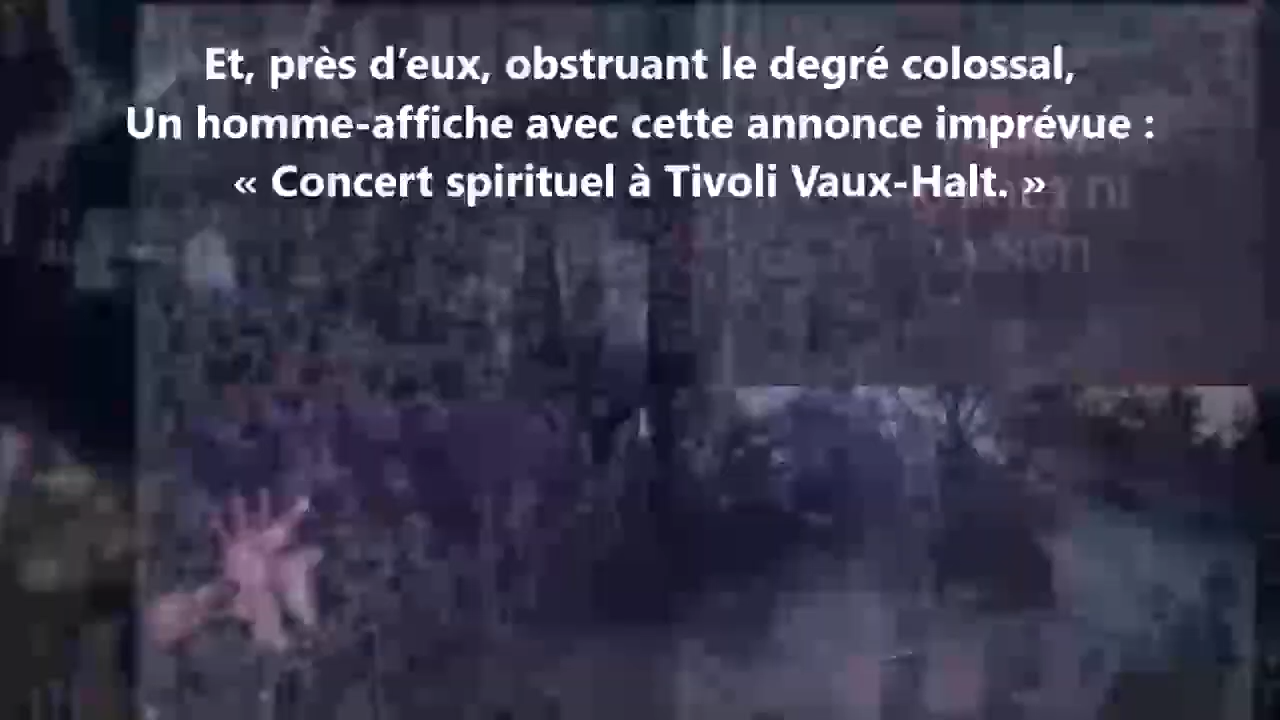 Et, près d’eux, obstruant le degré colossal,
Un homme-affiche avec cette annonce imprévue :
« Concert spirituel à Tivoli Vaux-Halt. »